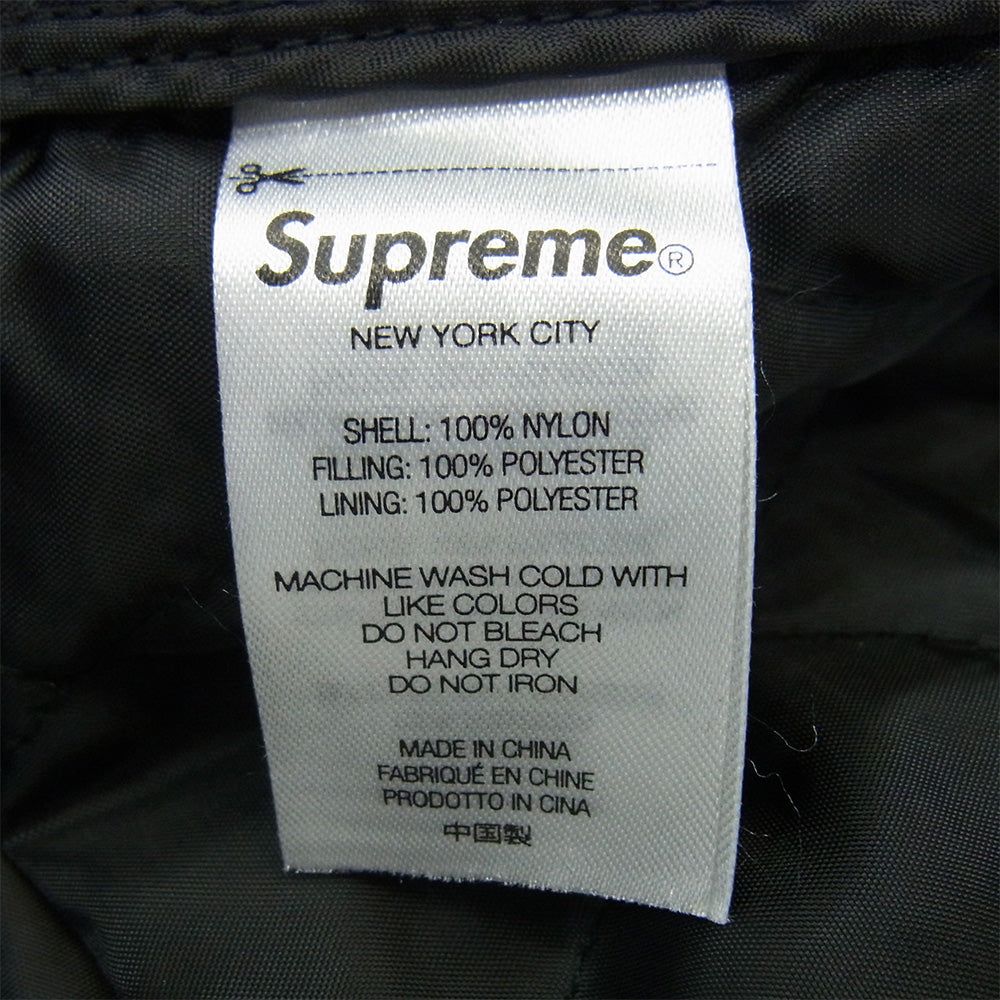 Supreme®
NEW YORK CITY
SHELL: 100% NYLON
FILLING: 100% POLYESTER
LINING: 100% POLYESTER
MACHINE WASH COLD WITH
LIKE COLORS
DO NOT BLEACH
HANG DRY
DO NOT IRON
MADE IN CHINA
FABRIQUÉ EN CHINE
PRODOTTO IN CINA
中国製